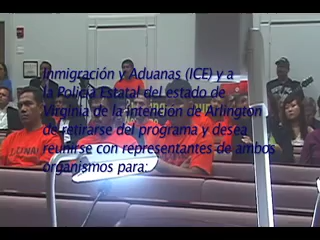 Inmigración y Aduanas (ICE) y a
la Policía Estatal del estado de
Virginia de la intención de Arlington
de retirarse del programa y desea
reunirse con representantes de ambos
organismos para: